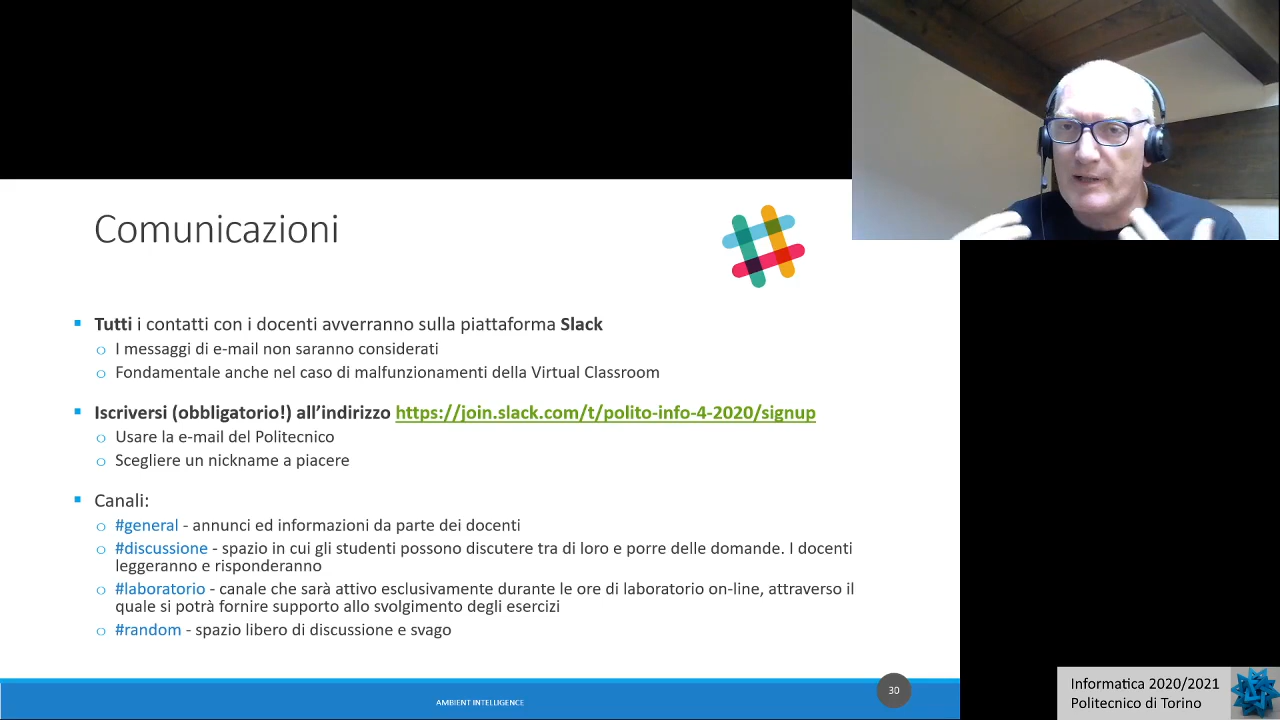 Comunicazioni
Tutti i contatti con i docenti avverranno sulla piattaforma Slack
I messaggi di e-mail non saranno considerati
Fondamentale anche nel caso di malfunzionamenti della Virtual Classroom
Iscriversi (obbligatorio!) all’indirizzo https://join.slack.com/t/polito-info-4-2020/signup
Usare la e-mail del Politecnico
Scegliere un nickname a piacere
Canali:
#general - annunci ed informazioni da parte dei docenti
#discussione - spazio in cui gli studenti possono discutere tra di loro e porre delle domande. I docenti
leggeranno e risponderanno
#laboratorio - canale che sarà attivo esclusivamente durante le ore di laboratorio on-line, attraverso il
quale si potrà fornire supporto allo svolgimento degli esercizi
#random - spazio libero di discussione e svago
30
AMBIENT INTELLIGENCE
Informatica 2020/2021
Politecnico di Torino